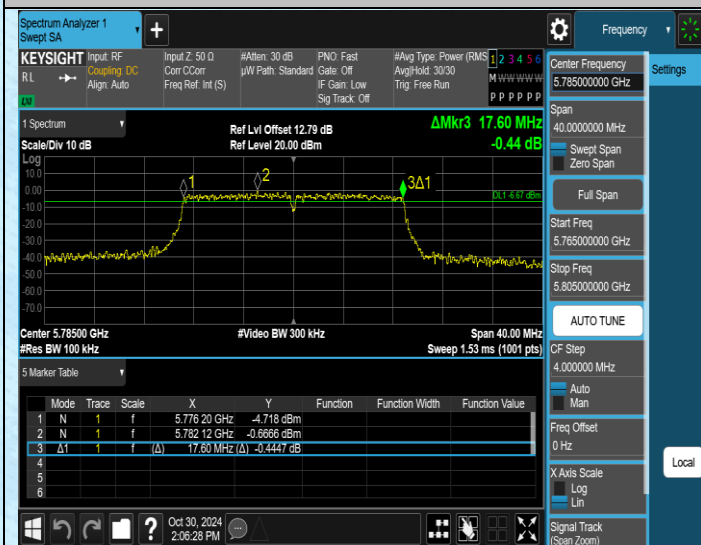 Spectrum Analyzer 1
Swept SA
Frequency
KEYSIGHT Input: RF Input Z: 50 Ω #Atten: 30 dB PNO: Fast #Avg Type: Power (RMS 1 2 3 4 5 6
RL Coupling: DC Corr CCorr µW Path: Standard Gate: Off Avg|Hold: 30/30 M W W W W W
Align: Auto Freq Ref: Int (S) IF Gain: Low Trig: Free Run
Sig Track: Off P P P P P P
LXI
1 Spectrum
Ref Lvl Offset 12.79 dB ΔMkr3 17.60 MHz
Scale/Div 10 dB Ref Level 20.00 dBm -0.44 dB
Log
10.0
0.00
-10.0
-20.0
-30.0
-40.0
-50.0
-60.0
-70.0
1
2
3Δ1
DL1 -6.67 dBm
Center 5.78500 GHz #Video BW 300 kHz Span 40.00 MHz
#Res BW 100 kHz Sweep 1.53 ms (1001 pts)
5 Marker Table
Mode Trace Scale X Y Function Function Width Function Value
1 N 1 f 5.776 20 GHz -4.718 dBm
2 N 1 f 5.782 12 GHz -0.6666 dBm
3 Δ1 1 f (Δ) 17.60 MHz (Δ) -0.4447 dB
4
5
6
Oct 30, 2024
2:06:28 PM
Center Frequency
5.785000000 GHz
Span
40.0000000 MHz
Swept Span
Zero Span
Full Span
Start Freq
5.765000000 GHz
Stop Freq
5.805000000 GHz
AUTO TUNE
CF Step
4.000000 MHz
Auto
Man
Freq Offset
0 Hz
X Axis Scale
Log
Lin
Signal Track
(Span Zoom)
Settings
Local